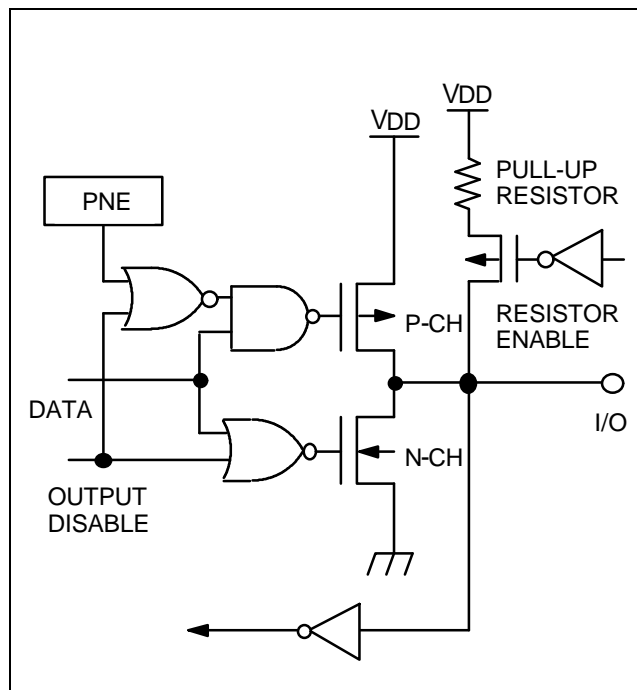 VDD
VDD
PULL-UP
RESISTOR
PNE
P-CH
RESISTOR
ENABLE
DATA
I/O
N-CH
OUTPUT
DISABLE